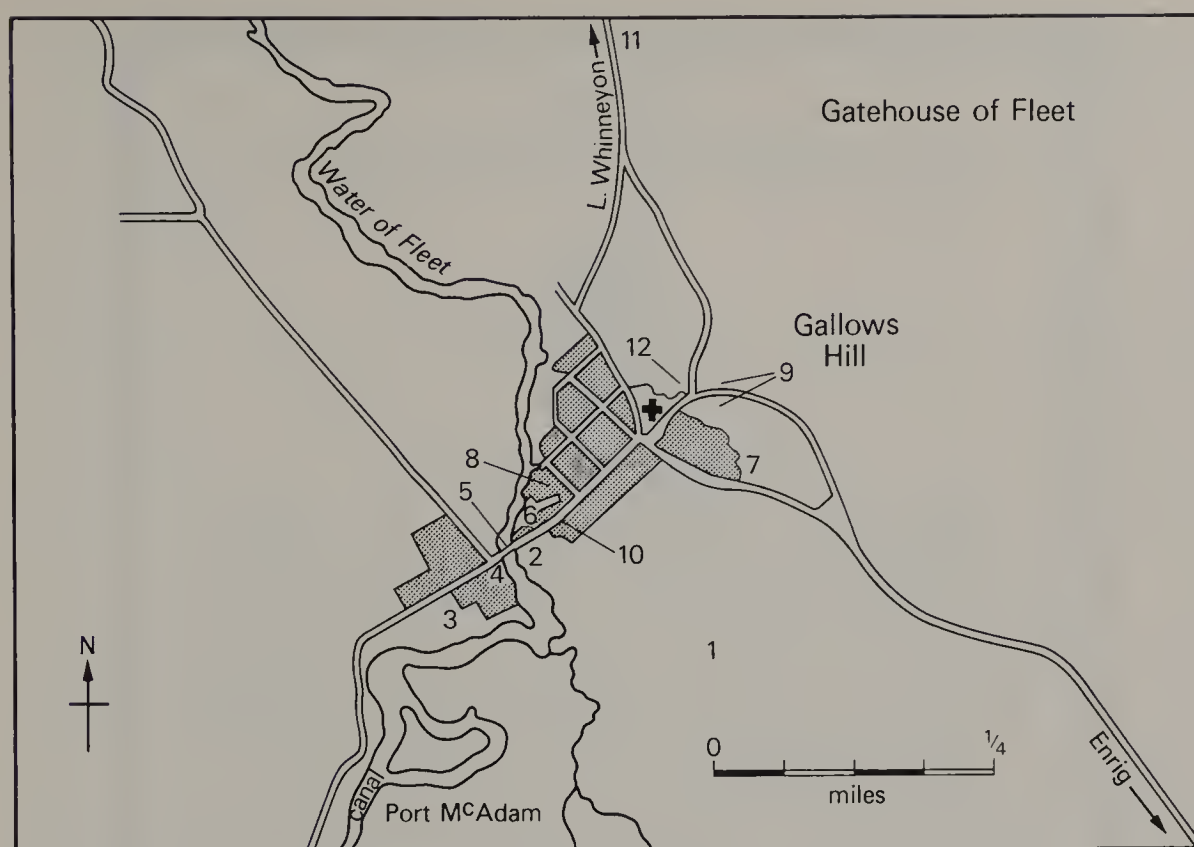 11
Gatehouse of Fleet
L. Whinneyon
Water of Fleet
Gallows
Hill
12
9
8
7
5
6
10
4
2
3
1
N
0
¼
miles
canal
Port McAdam
Enrig